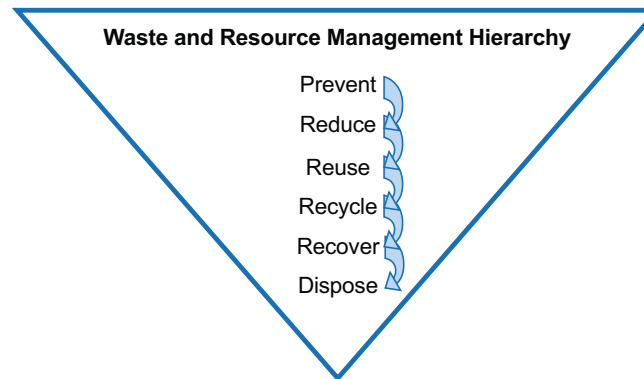 Waste and Resource Management Hierarchy
Prevent
Reduce
Reuse
Recycle
Recover
Dispose